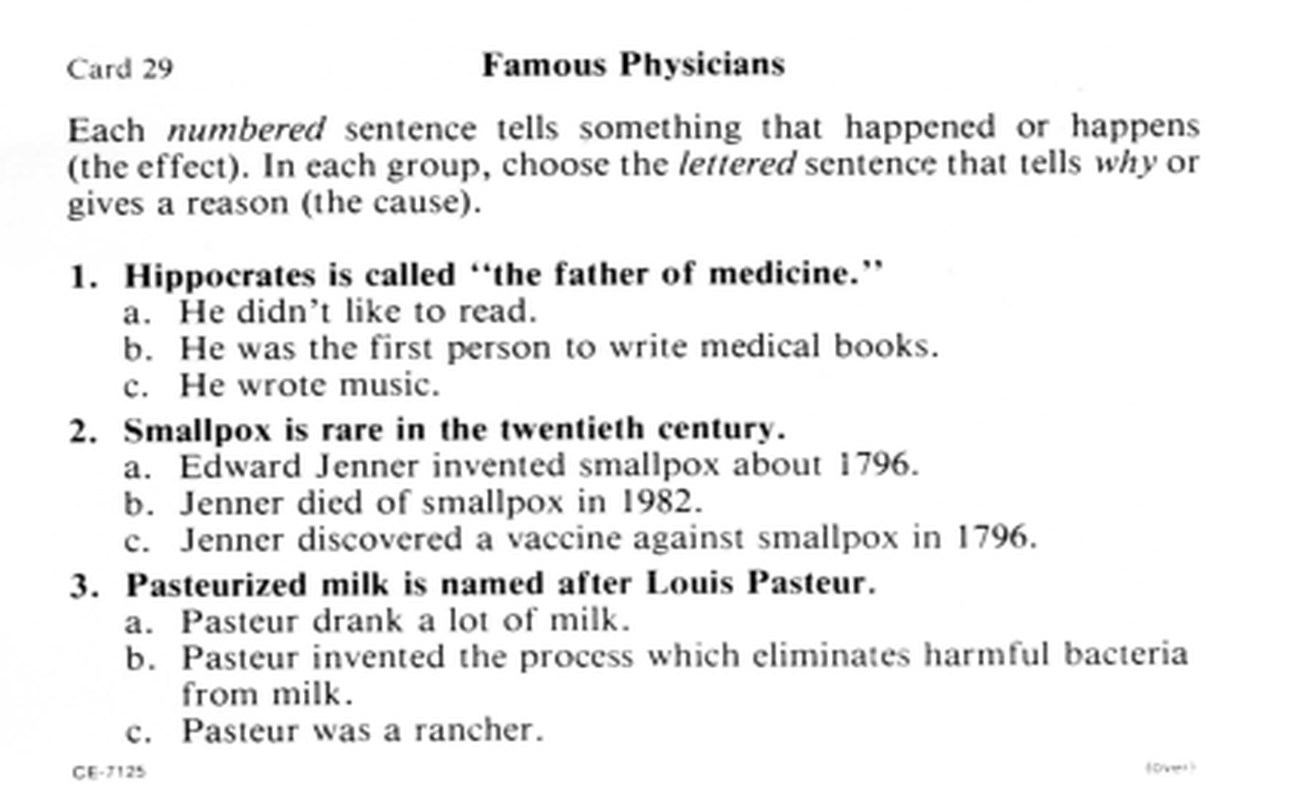 Card 29
Famous Physicians
Each numbered sentence tells something that happened or happens
(the effect). In each group, choose the lettered sentence that tells why or
gives a reason (the cause).
1. Hippocrates is called “the father of medicine.”
a. He didn’t like to read.
b. He was the first person to write medical books.
c. He wrote music.
2. Smallpox is rare in the twentieth century.
a. Edward Jenner invented smallpox about 1796.
b. Jenner died of smallpox in 1982.
c. Jenner discovered a vaccine against smallpox in 1796.
3. Pasteurized milk is named after Louis Pasteur.
a. Pasteur drank a lot of milk.
b. Pasteur invented the process which eliminates harmful bacteria
from milk.
c. Pasteur was a rancher.
CE-7125
(Over)